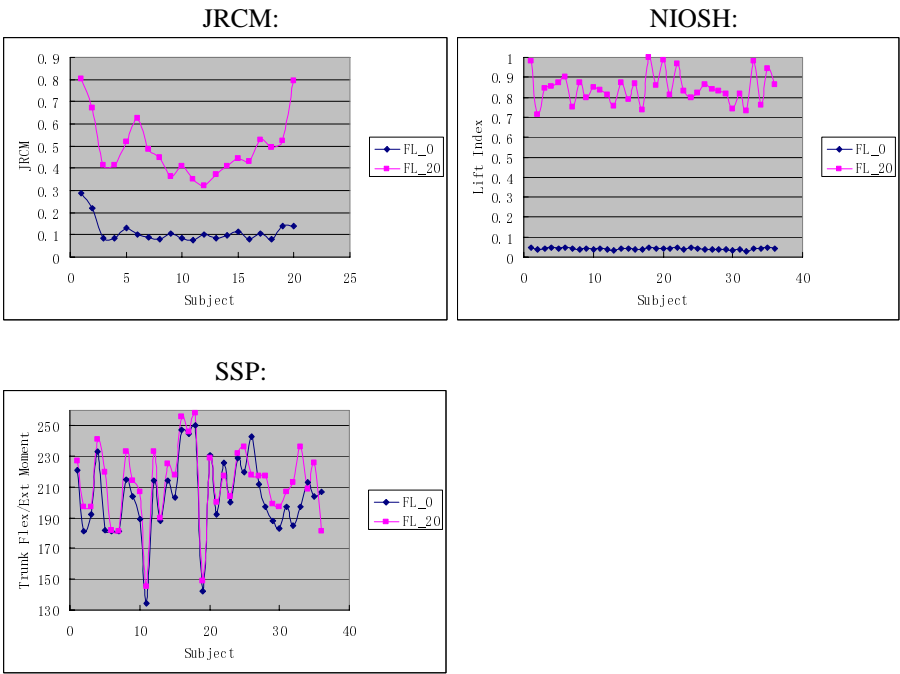 JRCM:
0.9
0.8
0.7
0.6
0.5
0.4
0.3
0.2
0.1
0
JRCM
0 5 10 15 20 25
Subject
FL_0
FL_20
NIOSH:
1
0.9
0.8
0.7
0.6
0.5
0.4
0.3
0.2
0.1
0
Lift Index
0 10 20 30 40
Subject
FL_0
FL_20
SSP:
250
230
210
190
170
150
130
Trunk Flex/Ext Moment
0 10 20 30 40
Subject
FL_0
FL_20